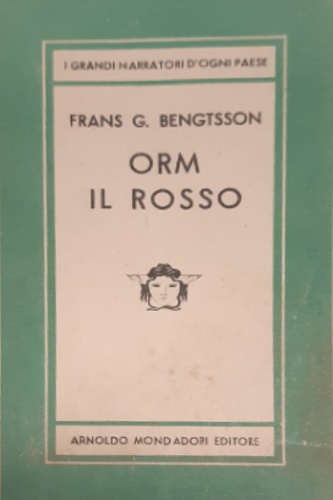 I GRANDI NARRATORI D'OGNI PAESE
FRANS G. BENGTSSON
ORM
IL ROSSO
ARNOLDO MONDADORI EDITORE